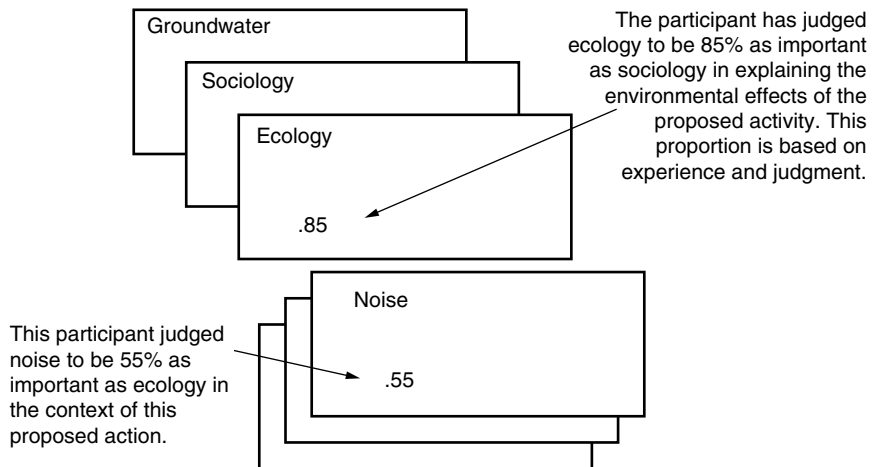 Groundwater
Sociology
Ecology
.85
The participant has judged
ecology to be 85% as important
as sociology in explaining the
environmental effects of the
proposed activity. This
proportion is based on
experience and judgment.
Noise
.55
This participant judged
noise to be 55% as
important as ecology in
the context of this
proposed action.